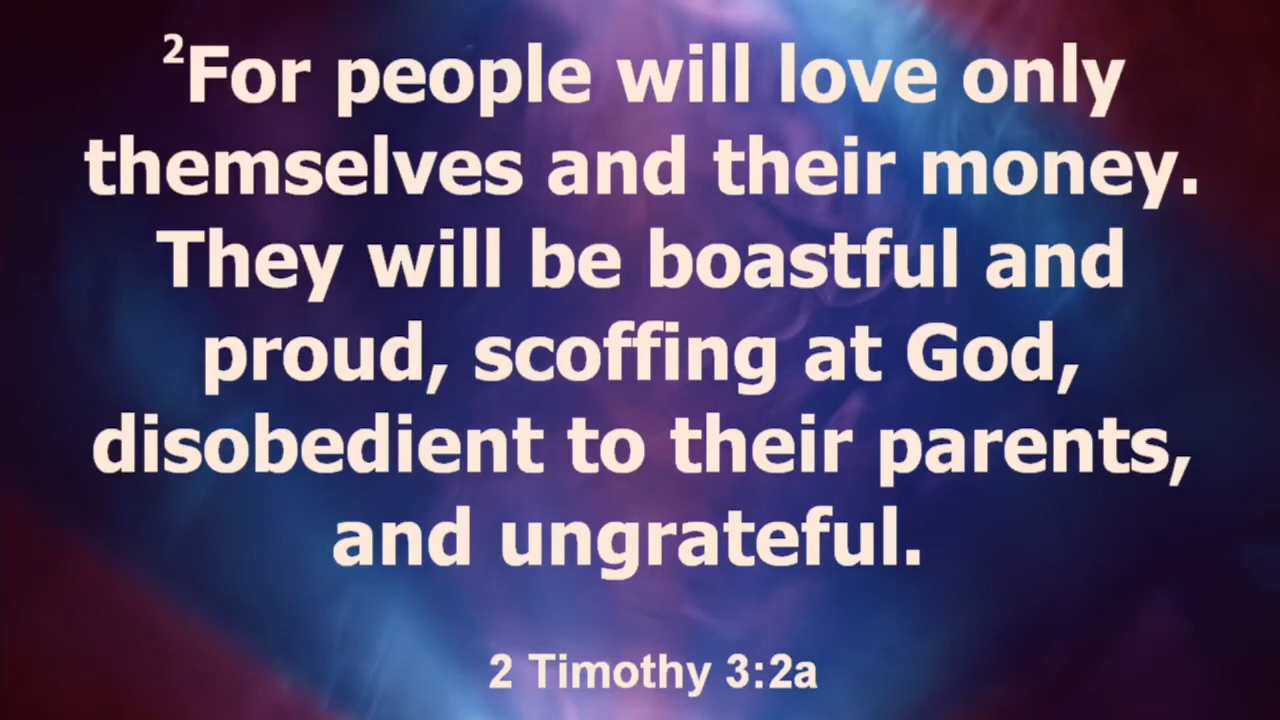 ²For people will love only
themselves and their money.
They will be boastful and
proud, scoffing at God,
disobedient to their parents,
and ungrateful.
2 Timothy 3:2a